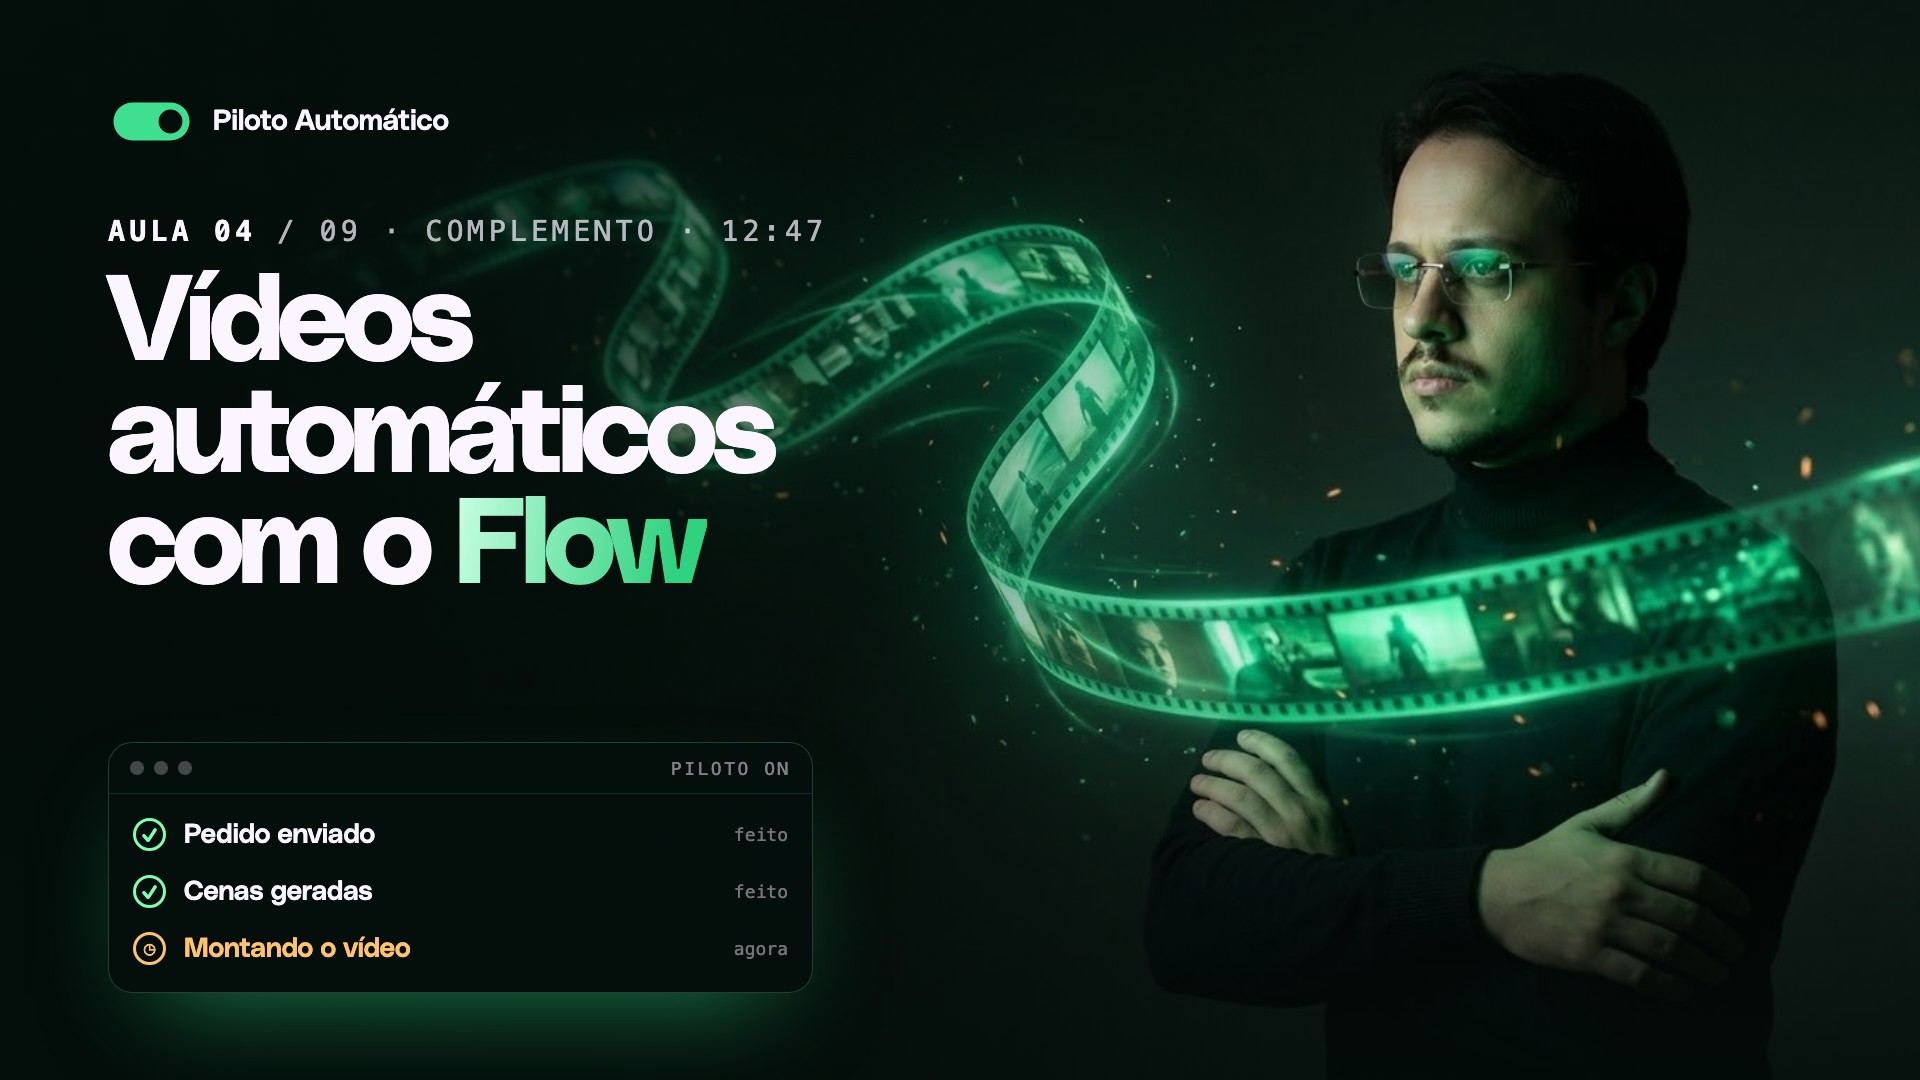 Piloto Automático
AULA 04 / 09 · COMPLEMENTO · 12:47
Vídeos
automáticos
com o Flow
PILOTO ON
Pedido enviado feito
Cenas geradas feito
Montando o vídeo agora